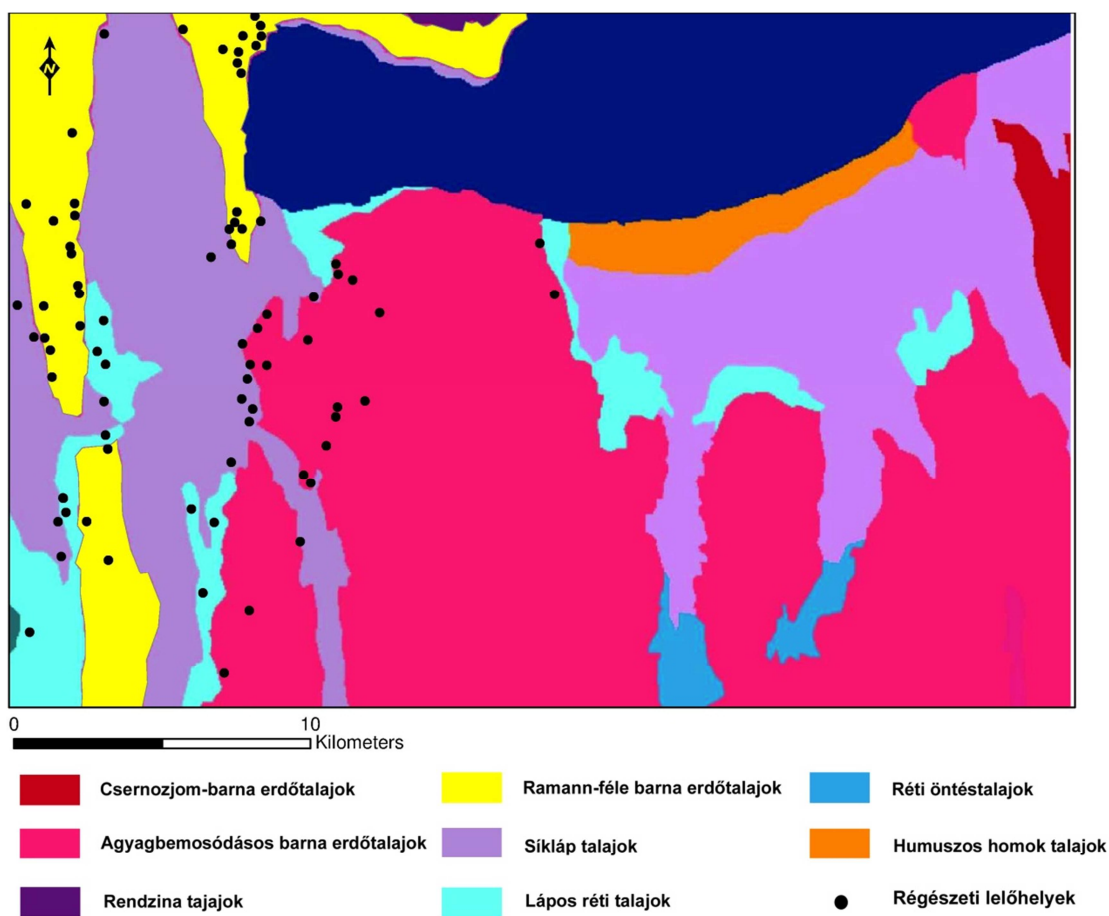 N
0 10
Kilometers
Csernozjom-barna erdőtalajok
Ramann-féle barna erdőtalajok
Réti öntéstalajok
Agyagbemosódásos barna erdőtalajok
Síkláp talajok
Humuszos homok talajok
Rendzina tajajok
Lápos réti talajok
Régészeti lelőhelyek